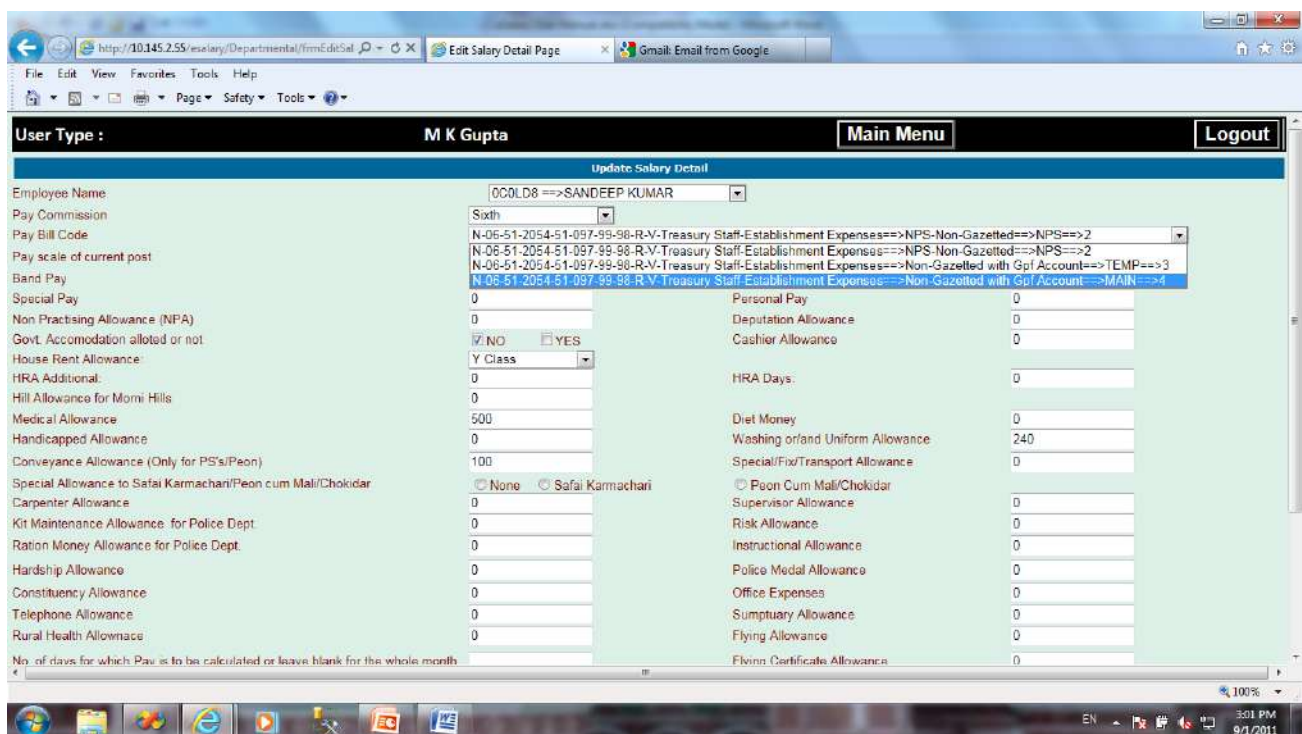 http://10.145.2.55/esalary/Departmental/frmEditSal
Edit Salary Detail Page
Gmail: Email from Google
File Edit View Favorites Tools Help
Page Safety Tools
User Type : M K Gupta Main Menu Logout
Update Salary Detail
Employee Name 0C0LD8 ==>SANDEEP KUMAR
Pay Commission Sixth
Pay Bill Code N-06-51-2054-51-097-99-98-R-V-Treasury Staff-Establishment Expenses==>NPS-Non-Gazetted==>NPS==>2
N-06-51-2054-51-097-99-98-R-V-Treasury Staff-Establishment Expenses==>NPS-Non-Gazetted==>NPS==>2
Pay scale of current post N-06-51-2054-51-097-99-98-R-V-Treasury Staff-Establishment Expenses==>Non-Gazetted with Gpf Account==>TEMP==>3
Band Pay N-06-51-2054-51-097-99-98-R-V-Treasury Staff-Establishment Expenses==>Non-Gazetted with Gpf Account==>MAIN==>4
Special Pay 0 Personal Pay 0
Non Practising Allowance (NPA) 0 Deputation Allowance 0
Govt. Accomodation alloted or not NO YES Cashier Allowance 0
House Rent Allowance: Y Class
HRA Additional: 0 HRA Days: 0
Hill Allowance for Morni Hills 0
Medical Allowance 500 Diet Money 0
Handicapped Allowance 0 Washing or/and Uniform Allowance 240
Conveyance Allowance (Only for PS's/Peon) 100 Special/Fix/Transport Allowance 0
Special Allowance to Safai Karmachari/Peon cum Mali/Chokidar None Safai Karmachari Peon Cum Mali/Chokidar
Carpenter Allowance 0 Supervisor Allowance 0
Kit Maintenance Allowance for Police Dept. 0 Risk Allowance 0
Ration Money Allowance for Police Dept. 0 Instructional Allowance 0
Hardship Allowance 0 Police Medal Allowance 0
Constituency Allowance 0 Office Expenses 0
Telephone Allowance 0 Sumptuary Allowance 0
Rural Health Allownace 0 Flying Allowance 0
No. of days for which Pay is to be calculated or leave blank for the whole month Flying Certificate Allowance 0
100%
EN 3:01 PM
9/1/2011